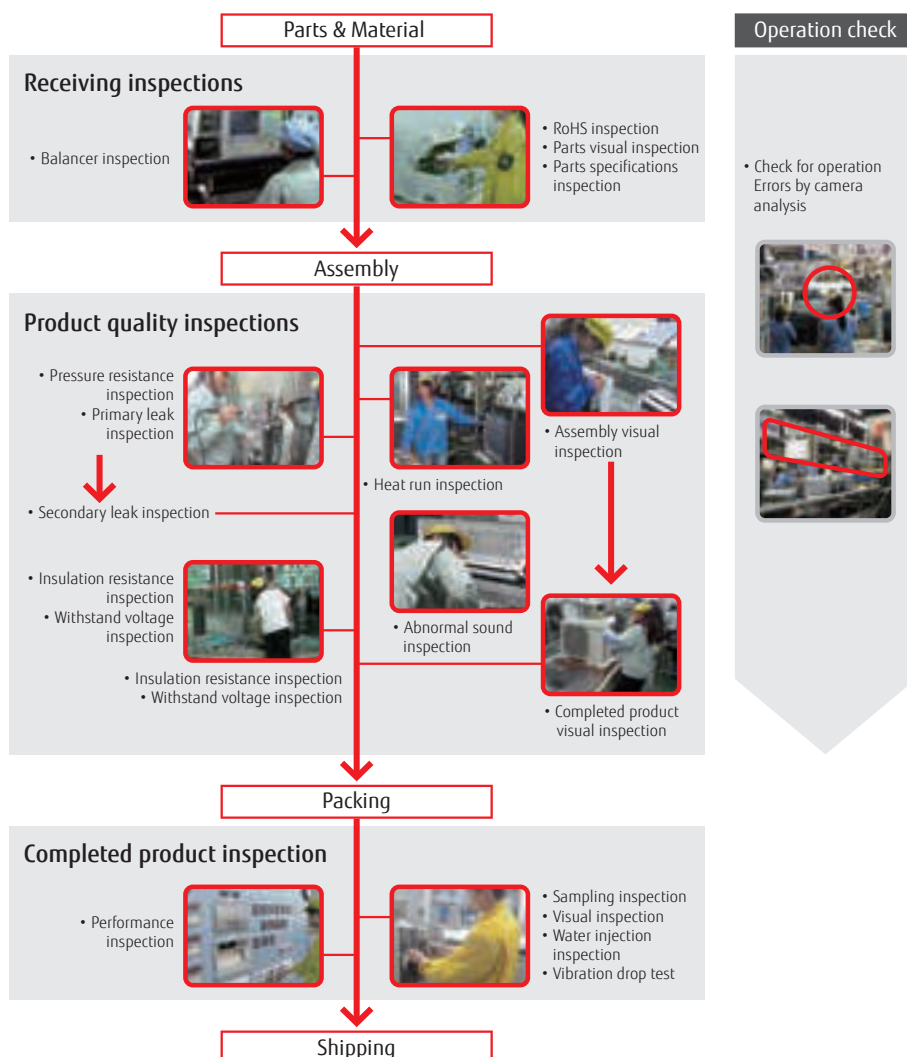 Parts & Material
Operation check
Receiving inspections
• Balancer inspection
• RoHS inspection
• Parts visual inspection
• Parts specifications
inspection
• Check for operation
Errors by camera
analysis
Assembly
Product quality inspections
• Pressure resistance
inspection
• Primary leak
inspection
• Heat run inspection
• Assembly visual
inspection
• Secondary leak inspection
• Insulation resistance
inspection
• Withstand voltage
inspection
• Abnormal sound
inspection
• Insulation resistance inspection
• Withstand voltage inspection
• Completed product
visual inspection
Packing
Completed product inspection
• Performance
inspection
• Sampling inspection
• Visual inspection
• Water injection
inspection
• Vibration drop test
Shipping